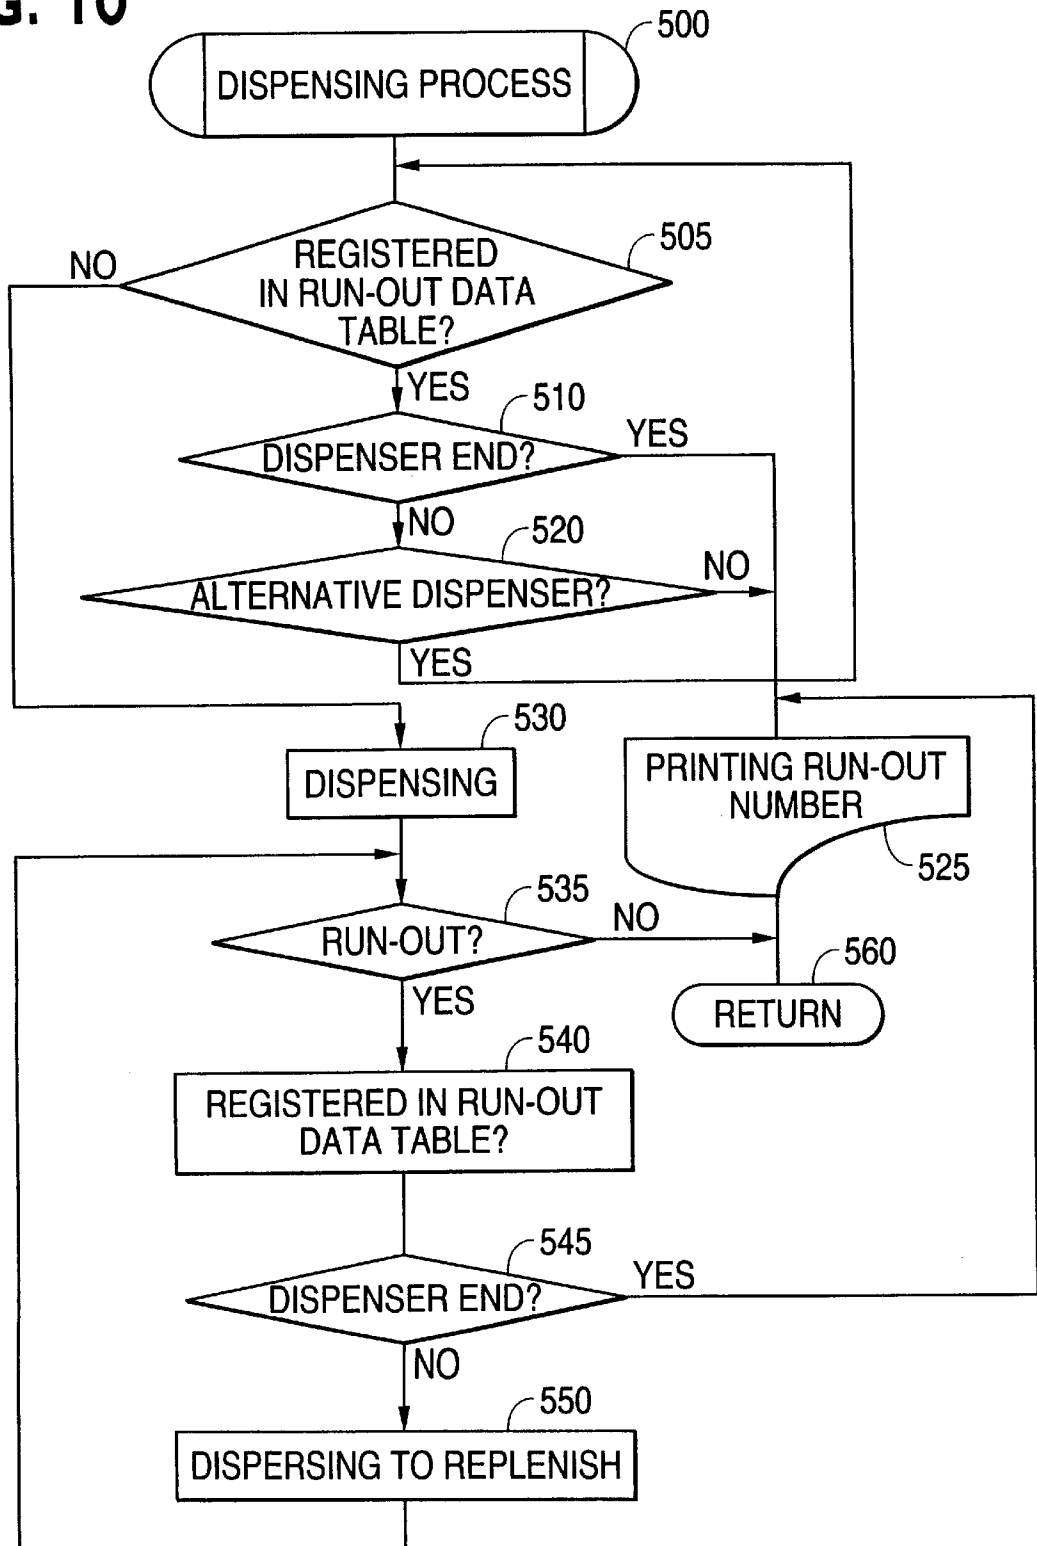 G. 10
500
DISPENSING PROCESS
505
NO
REGISTERED
IN RUN-OUT DATA
TABLE?
YES
510
YES
DISPENSER END?
NO
520
NO
ALTERNATIVE DISPENSER?
YES
530
DISPENSING
PRINTING RUN-OUT
NUMBER
525
535
NO
RUN-OUT?
YES
560
RETURN
540
REGISTERED IN RUN-OUT
DATA TABLE?
545
YES
DISPENSER END?
NO
550
DISPERSING TO REPLENISH